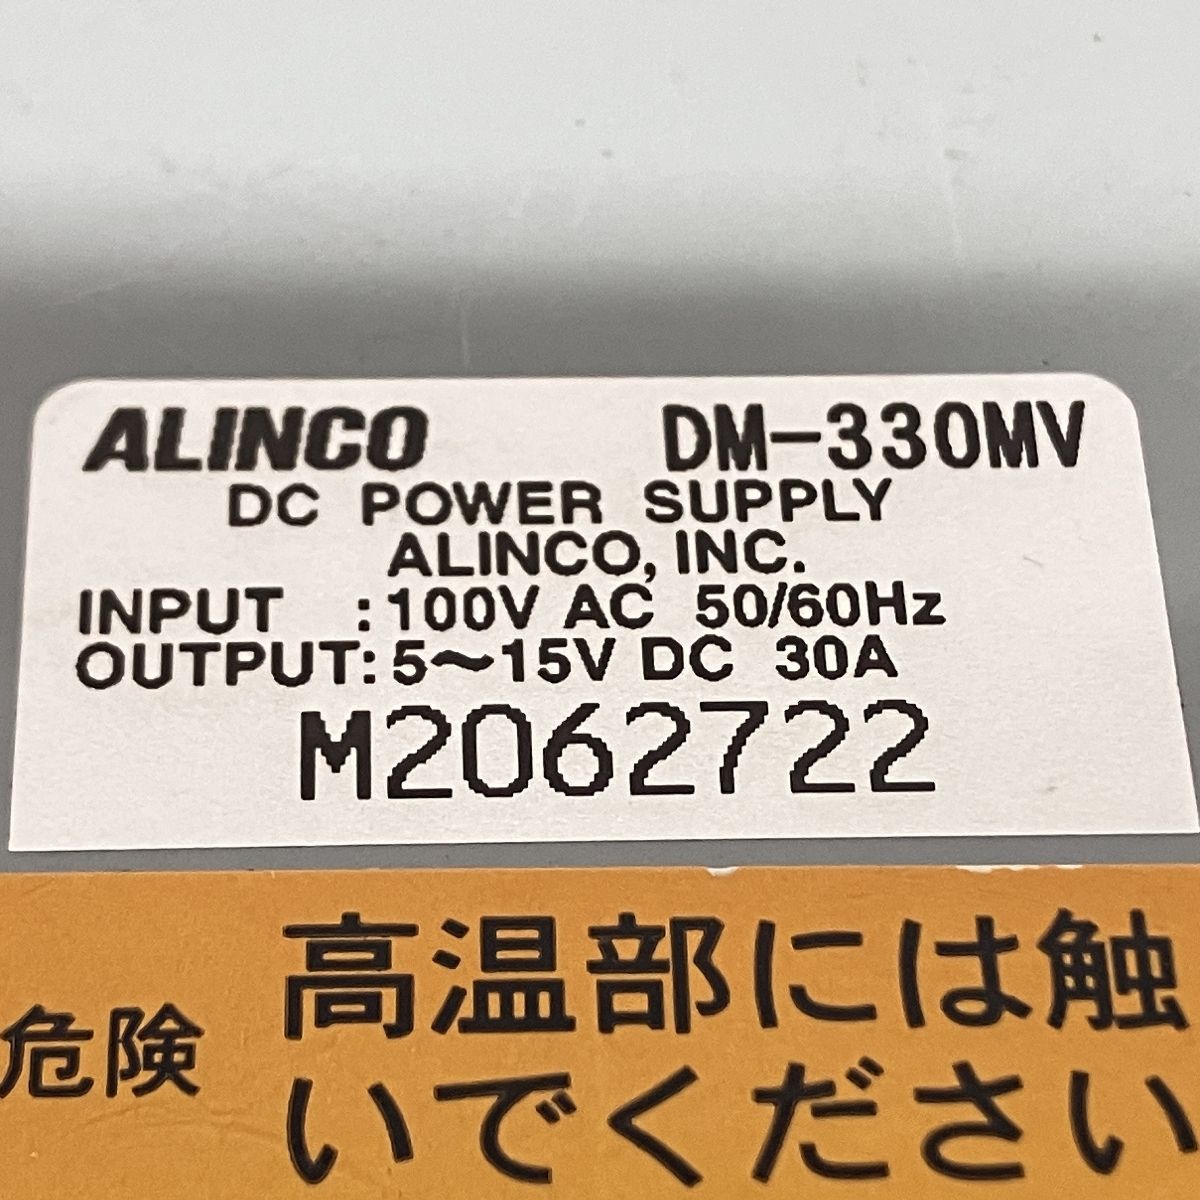 ALINCO DM-330MV
DC POWER SUPPLY
ALINCO, INC.
INPUT :100V AC 50/60Hz
OUTPUT:5～15V DC 30A
M2062722
危険
高温部には触
いでください